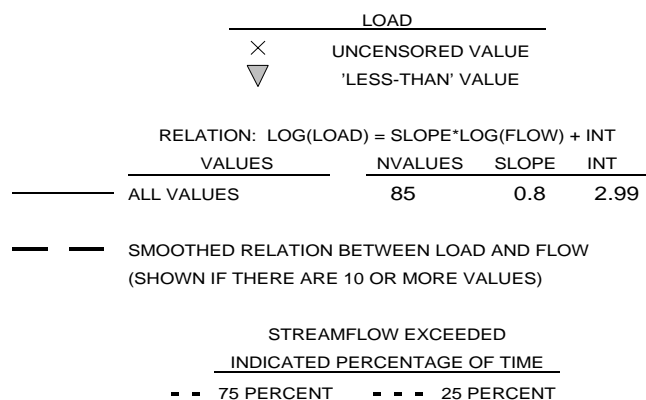 LOAD
UNCENSORED VALUE
'LESS-THAN' VALUE
RELATION: LOG(LOAD) = SLOPE*LOG(FLOW) + INT
VALUES NVALUES SLOPE INT
ALL VALUES 85 0.8 2.99
SMOOTHED RELATION BETWEEN LOAD AND FLOW
(SHOWN IF THERE ARE 10 OR MORE VALUES)
STREAMFLOW EXCEEDED
INDICATED PERCENTAGE OF TIME
75 PERCENT 25 PERCENT